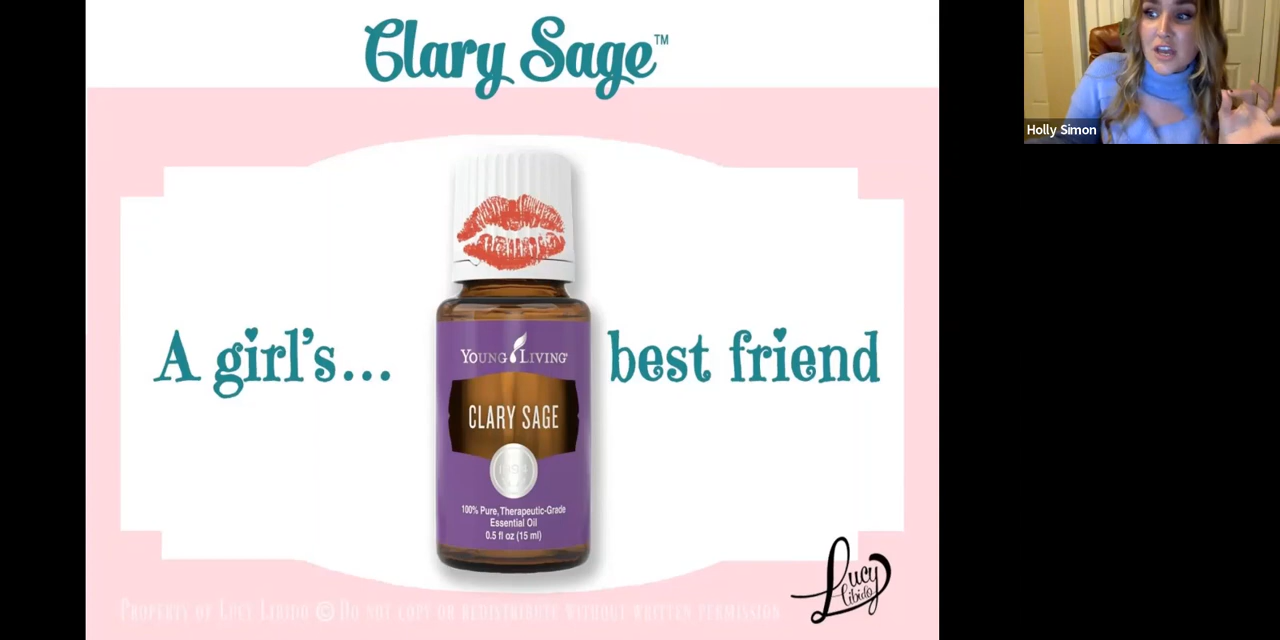 Clary Sage™
Holly Simon
A girl's... best friend
Young Living®
CLARY SAGE
100% Pure, Therapeutic-Grade
Essential Oil
0.5 fl oz (15 ml)
Lucy
libido
Property of Lucy Libido © Do not copy or redistribute without written permission